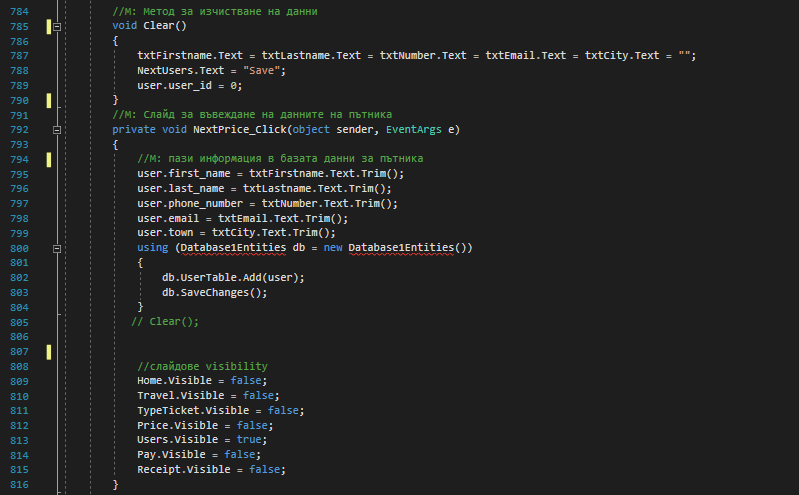 784 //М: Метод за изчистване на данни
785 void Clear()
786 {
787 txtFirstname.Text = txtLastname.Text = txtNumber.Text = txtEmail.Text = txtCity.Text = "";
788 NextUsers.Text = "Save";
789 user.user_id = 0;
790 }
791 //М: Слайд за въвеждане на данните на пътника
792 private void NextPrice_Click(object sender, EventArgs e)
793 {
794 //М: пази информация в базата данни за пътника
795 user.first_name = txtFirstname.Text.Trim();
796 user.last_name = txtLastname.Text.Trim();
797 user.phone_number = txtNumber.Text.Trim();
798 user.email = txtEmail.Text.Trim();
799 user.town = txtCity.Text.Trim();
800 using (Database1Entities db = new Database1Entities())
801 {
802 db.UserTable.Add(user);
803 db.SaveChanges();
804 }
805 // Clear();
806
807
808 //слайдове visibility
809 Home.Visible = false;
810 Travel.Visible = false;
811 TypeTicket.Visible = false;
812 Price.Visible = false;
813 Users.Visible = true;
814 Pay.Visible = false;
815 Receipt.Visible = false;
816 }